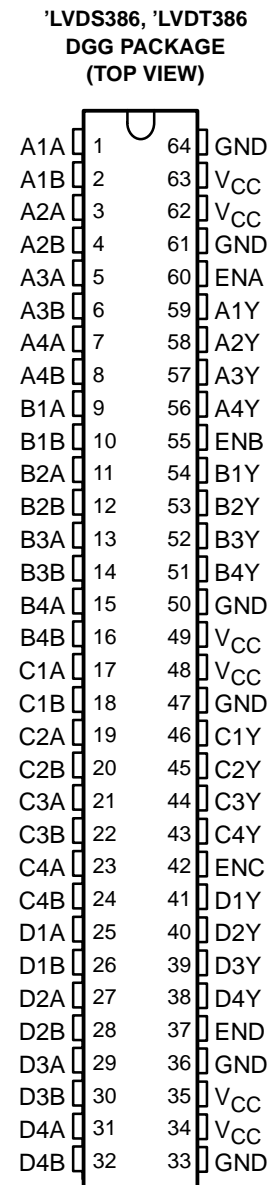 ’LVDS386, ’LVDT386
DGG PACKAGE
(TOP VIEW)
A1A 1 64 GND
A1B 2 63 VCC
A2A 3 62 VCC
A2B 4 61 GND
A3A 5 60 ENA
A3B 6 59 A1Y
A4A 7 58 A2Y
A4B 8 57 A3Y
B1A 9 56 A4Y
B1B 10 55 ENB
B2A 11 54 B1Y
B2B 12 53 B2Y
B3A 13 52 B3Y
B3B 14 51 B4Y
B4A 15 50 GND
B4B 16 49 VCC
C1A 17 48 VCC
C1B 18 47 GND
C2A 19 46 C1Y
C2B 20 45 C2Y
C3A 21 44 C3Y
C3B 22 43 C4Y
C4A 23 42 ENC
C4B 24 41 D1Y
D1A 25 40 D2Y
D1B 26 39 D3Y
D2A 27 38 D4Y
D2B 28 37 END
D3A 29 36 GND
D3B 30 35 VCC
D4A 31 34 VCC
D4B 32 33 GND